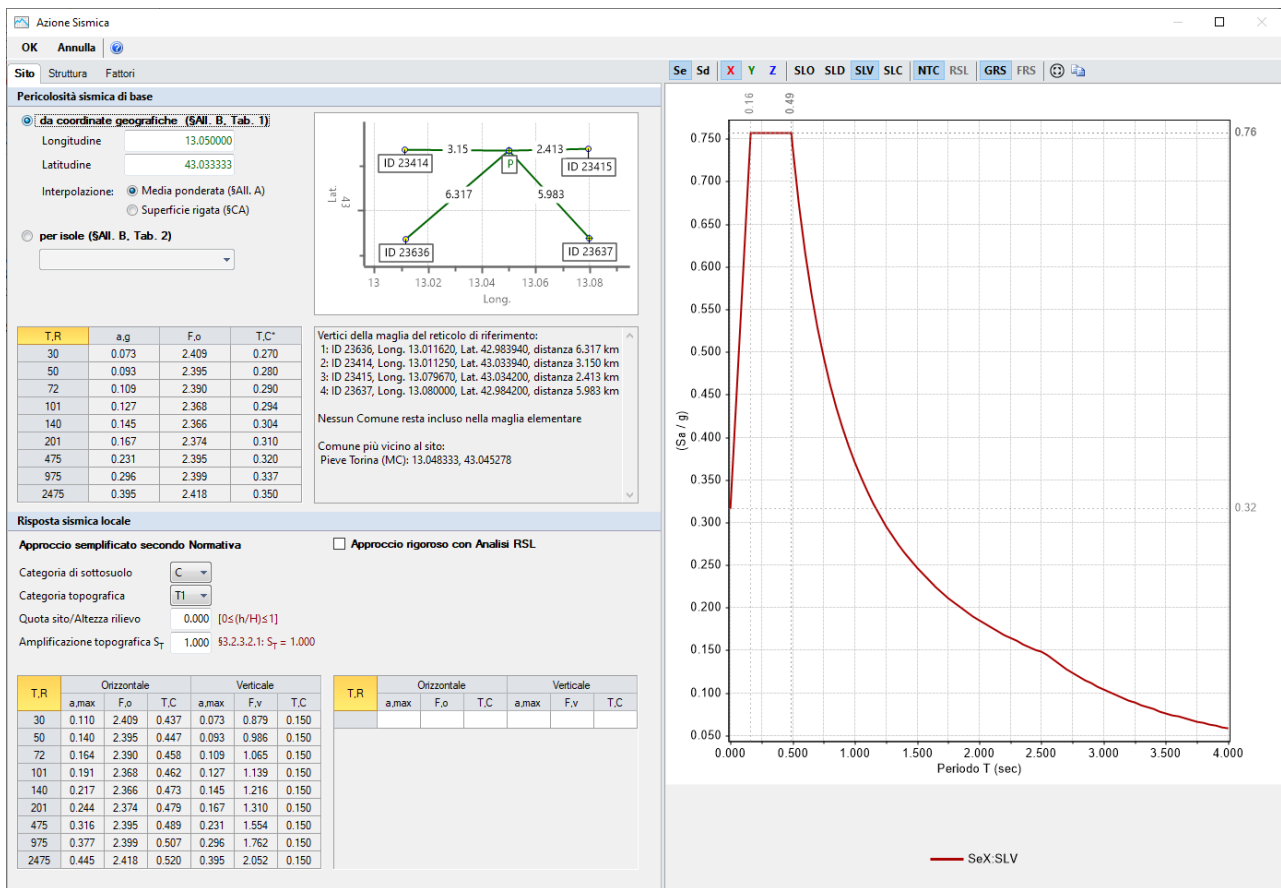 Azione Sismica
OK Annulla
Sito Struttura Fattori
Pericolosità sismica di base
da coordinate geografiche (§All. B, Tab. 1)
Longitudine 13.050000
Latitudine 43.033333
Interpolazione: Media ponderata (§All. A)
Superficie rigata (§CA)
per isole (§All. B, Tab. 2)
3.15 2.413
ID 23414 P ID 23415
6.317 5.983
43
Lat.
ID 23636 ID 23637
13 13.02 13.04 13.06 13.08
Long.
T,R a,g F,o T,C*
30 0.073 2.409 0.270
50 0.093 2.395 0.280
72 0.109 2.390 0.290
101 0.127 2.368 0.294
140 0.145 2.366 0.304
201 0.167 2.374 0.310
475 0.231 2.395 0.320
975 0.296 2.399 0.337
2475 0.395 2.418 0.350
Vertici della maglia del reticolo di riferimento:
1: ID 23636, Long. 13.011620, Lat. 42.983940, distanza 6.317 km
2: ID 23414, Long. 13.011250, Lat. 43.033940, distanza 3.150 km
3: ID 23415, Long. 13.079670, Lat. 43.034200, distanza 2.413 km
4: ID 23637, Long. 13.080000, Lat. 42.984200, distanza 5.983 km
Nessun Comune resta incluso nella maglia elementare
Comune più vicino al sito:
Pieve Torina (MC): 13.048333, 43.045278
Risposta sismica locale
Approccio semplificato secondo Normativa Approccio rigoroso con Analisi RSL
Categoria di sottosuolo C
Categoria topografica T1
Quota sito/Altezza rilievo 0.000 [0≤(h/H)≤1]
Amplificazione topografica ST 1.000 §3.2.3.2.1: ST = 1.000
T,R Orizzontale Verticale
a,max F,o T,C a,max F,v T,C
30 0.110 2.409 0.437 0.073 0.879 0.150
50 0.140 2.395 0.447 0.093 0.986 0.150
72 0.164 2.390 0.458 0.109 1.065 0.150
101 0.191 2.368 0.462 0.127 1.139 0.150
140 0.217 2.366 0.473 0.145 1.216 0.150
201 0.244 2.374 0.479 0.167 1.310 0.150
475 0.316 2.395 0.489 0.231 1.554 0.150
975 0.377 2.399 0.507 0.296 1.762 0.150
2475 0.445 2.418 0.520 0.395 2.052 0.150
T,R Orizzontale Verticale
a,max F,o T,C a,max F,v T,C
Se Sd X Y Z SLO SLD SLV SLC NTC RSL GRS FRS
0.16 0.49
0.750 0.76
0.700
0.650
0.600
0.550
0.500
0.450
0.400
(Sa / g)
0.350
0.300 0.32
0.250
0.200
0.150
0.100
0.050
0.000 0.500 1.000 1.500 2.000 2.500 3.000 3.500 4.000
Periodo T (sec)
SeX:SLV